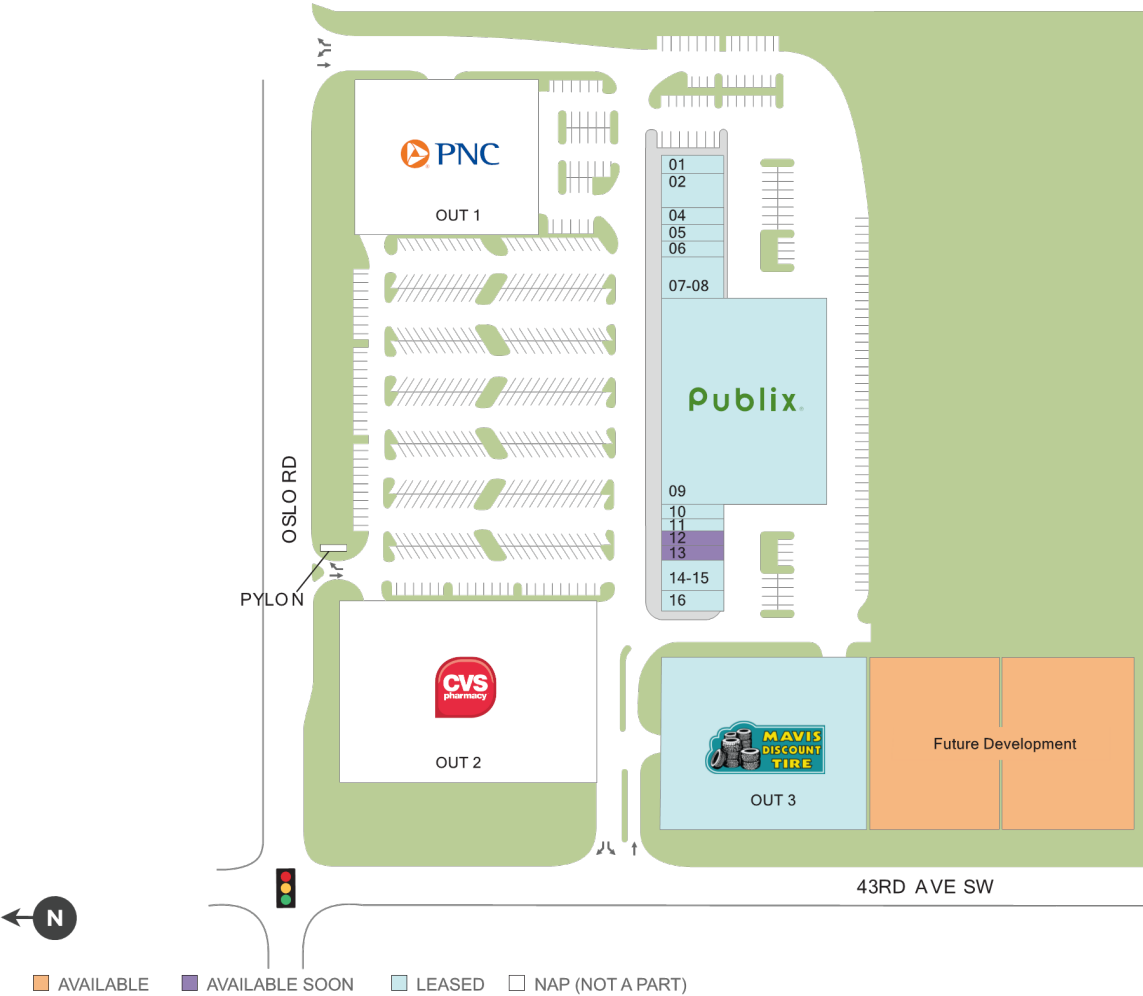 PNC
OUT 1
01
02
04
05
06
07-08
Publix
09
10
11
12
13
14-15
16
OSLO RD
PYLON
CVS
pharmacy
OUT 2
MAVIS
DISCOUNT
TIRE
OUT 3
Future Development
43RD AVE SW
N
AVAILABLE
AVAILABLE SOON
LEASED
NAP (NOT A PART)